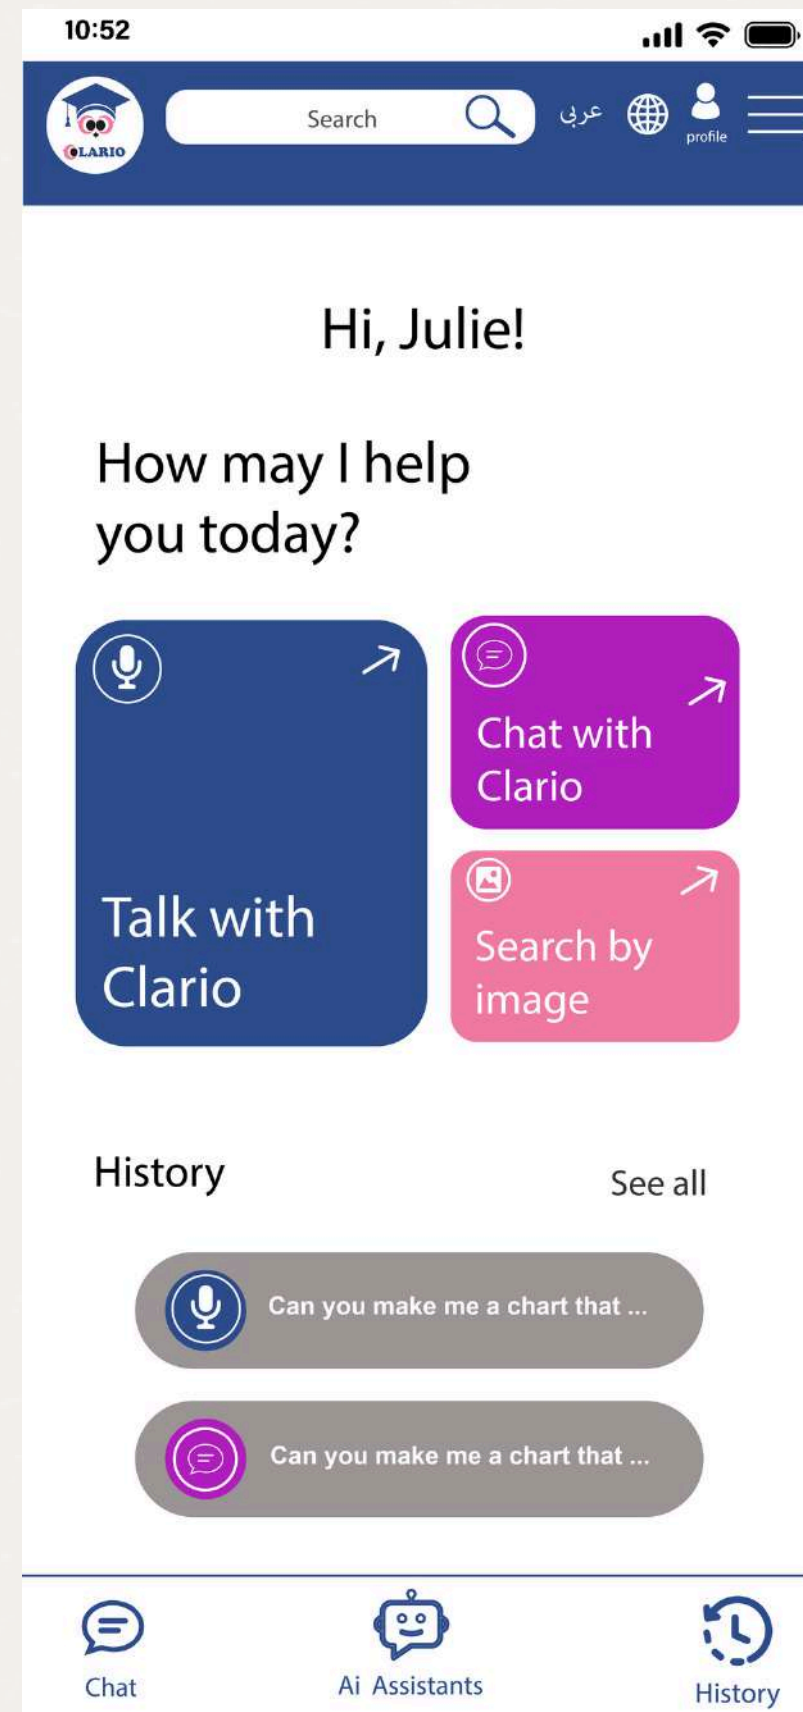 10:52
CLARIO
Search
عربى
profile
Hi, Julie!
How may I help
you today?
Talk with
Clario
Chat with
Clario
Search by
image
History
See all
Can you make me a chart that ...
Can you make me a chart that ...
Chat
Ai Assistants
History